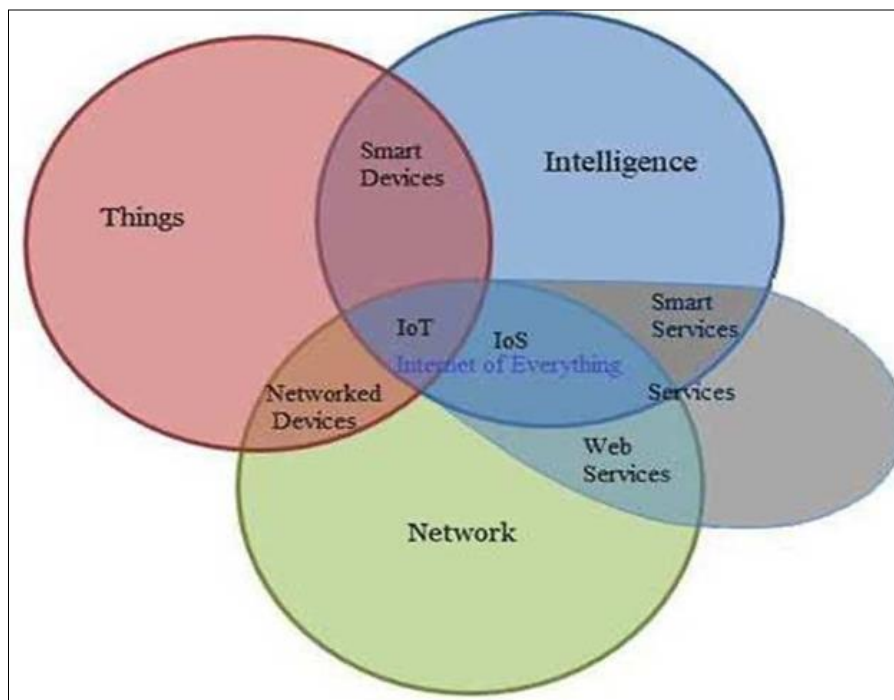 Smart
Devices
Intelligence
Things
Smart
Services
IoT
IoS
Internet of Everything
Networked
Devices
Services
Web
Services
Network